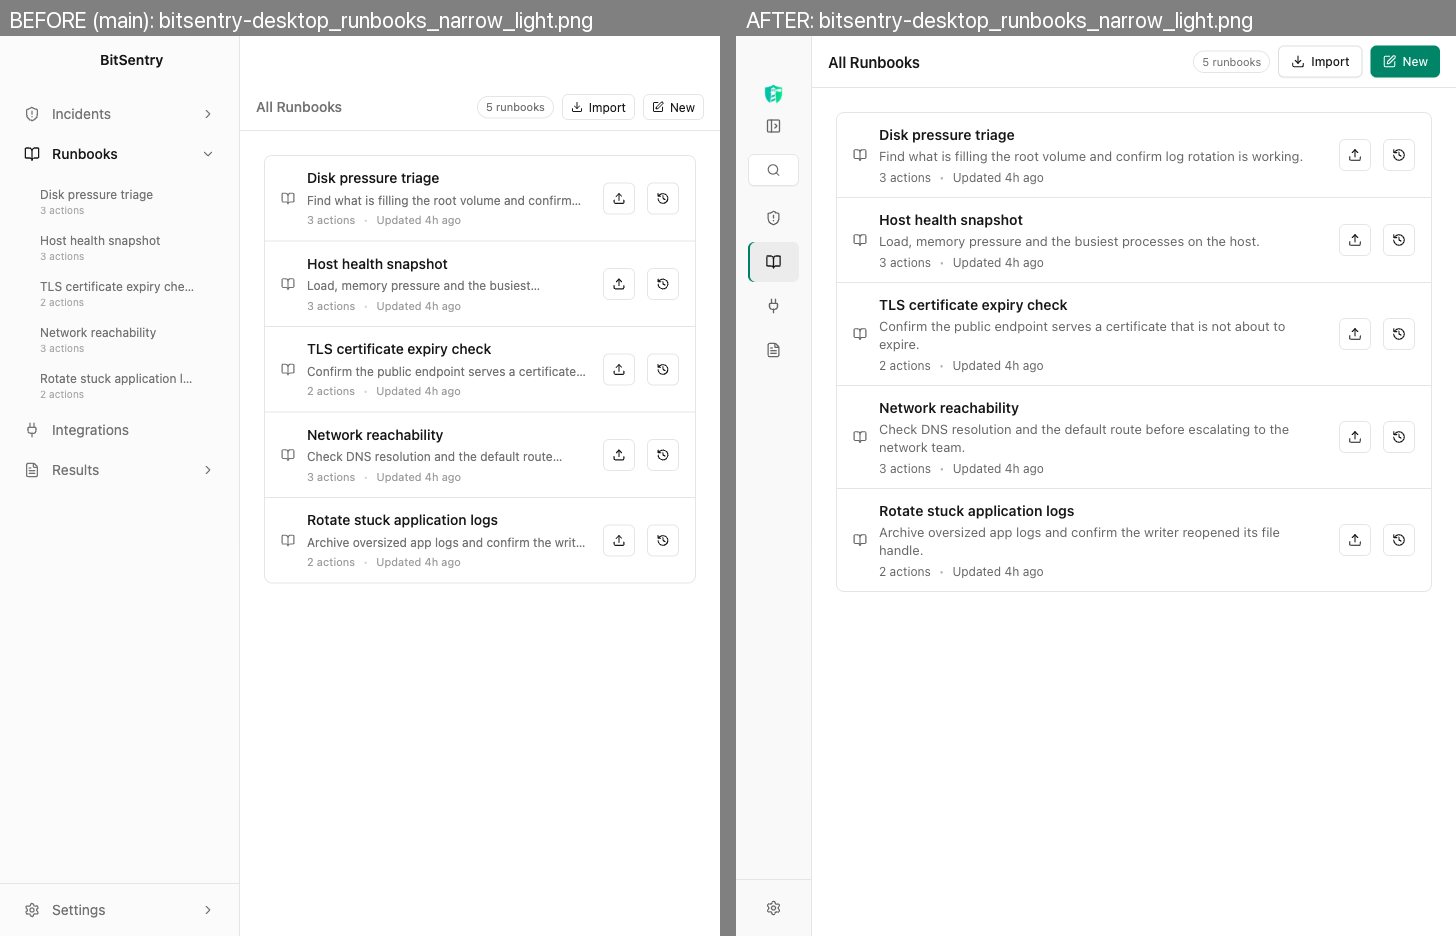 BEFORE (main): bitsentry-desktop_runbooks_narrow_light.png
BitSentry
Incidents
Runbooks
Disk pressure triage
3 actions
Host health snapshot
3 actions
TLS certificate expiry che...
2 actions
Network reachability
3 actions
Rotate stuck application l...
2 actions
Integrations
Results
Settings
All Runbooks
5 runbooks
Import
New
Disk pressure triage
Find what is filling the root volume and confirm...
3 actions • Updated 4h ago
Host health snapshot
Load, memory pressure and the busiest...
3 actions • Updated 4h ago
TLS certificate expiry check
Confirm the public endpoint serves a certificate...
2 actions • Updated 4h ago
Network reachability
Check DNS resolution and the default route...
3 actions • Updated 4h ago
Rotate stuck application logs
Archive oversized app logs and confirm the writ...
2 actions • Updated 4h ago
AFTER: bitsentry-desktop_runbooks_narrow_light.png
All Runbooks
5 runbooks
Import
New
Disk pressure triage
Find what is filling the root volume and confirm log rotation is working.
3 actions • Updated 4h ago
Host health snapshot
Load, memory pressure and the busiest processes on the host.
3 actions • Updated 4h ago
TLS certificate expiry check
Confirm the public endpoint serves a certificate that is not about to
expire.
2 actions • Updated 4h ago
Network reachability
Check DNS resolution and the default route before escalating to the
network team.
3 actions • Updated 4h ago
Rotate stuck application logs
Archive oversized app logs and confirm the writer reopened its file
handle.
2 actions • Updated 4h ago